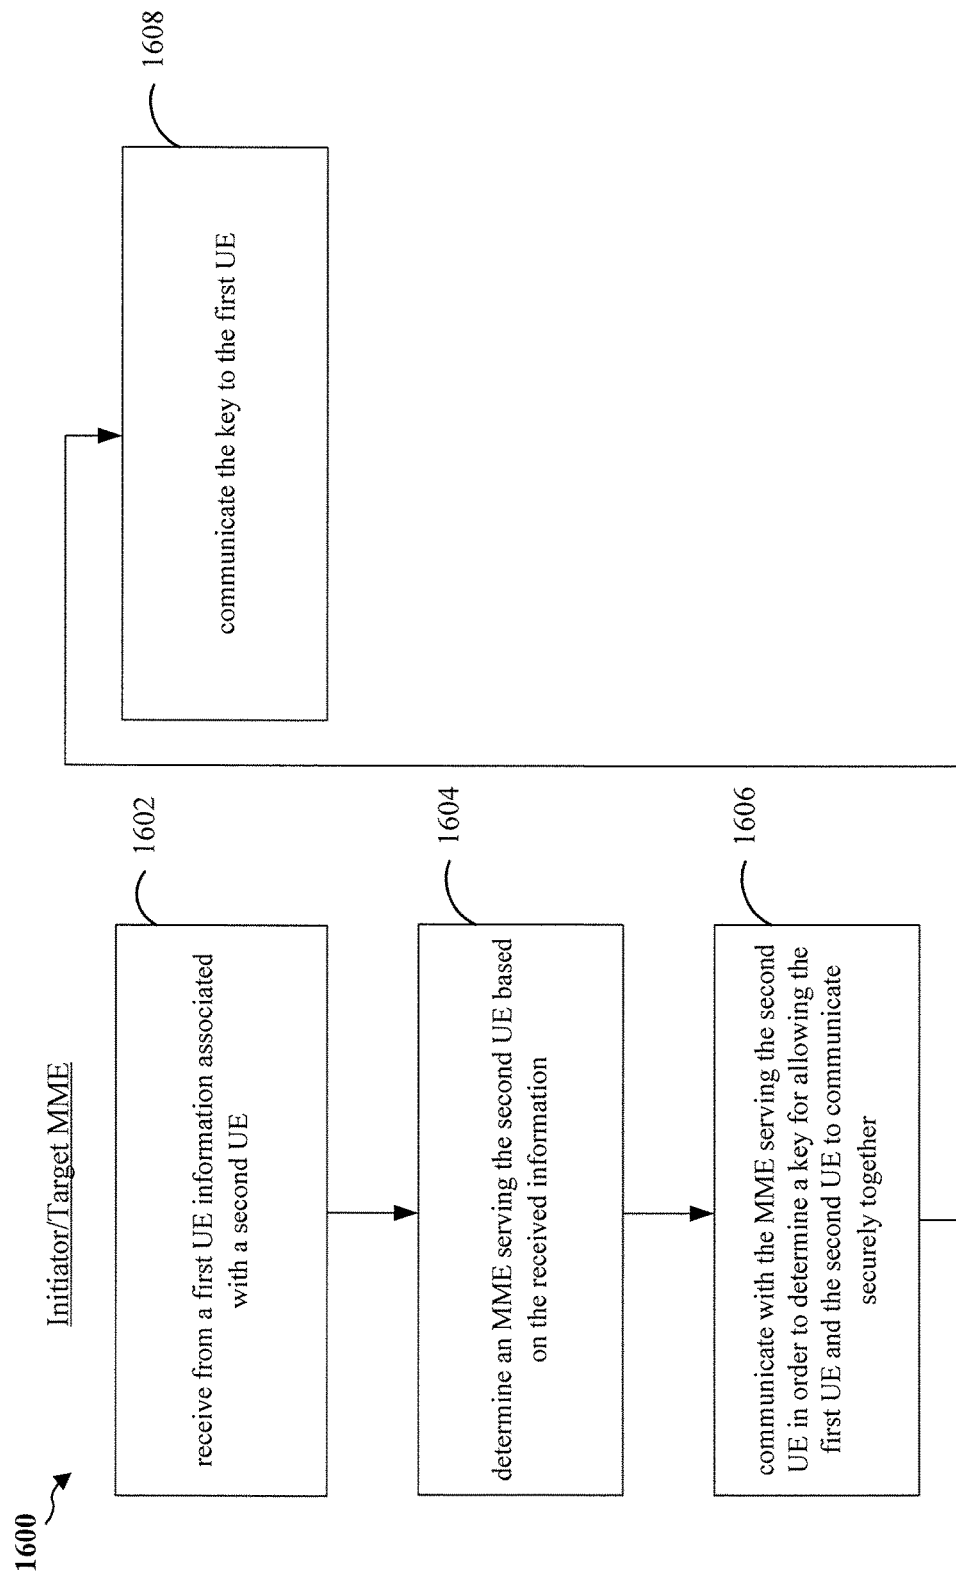 1600
Initiator/Target MME
receive from a first UE information associated
with a second UE
1602
determine an MME serving the second UE based
on the received information
1604
communicate with the MME serving the second
UE in order to determine a key for allowing the
first UE and the second UE to communicate
securely together
1606
communicate the key to the first UE
1608